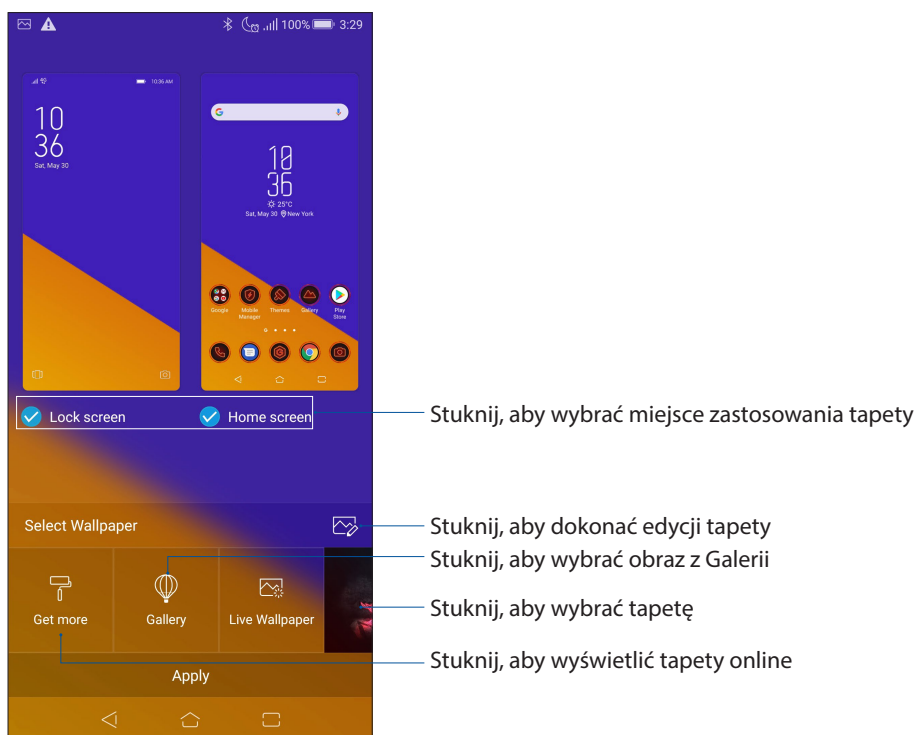 100% 3:29
10:36 AM
10
36
Sat, May 30
G
10
36
25°C
Sat, May 30 New York
Google Mobile Manager Themes Gallery Play Store
Lock screen Home screen
Stuknij, aby wybrać miejsce zastosowania tapety
Select Wallpaper
Stuknij, aby dokonać edycji tapety
Stuknij, aby wybrać obraz z Galerii
Get more Gallery Live Wallpaper
Stuknij, aby wybrać tapetę
Stuknij, aby wyświetlić tapety online
Apply